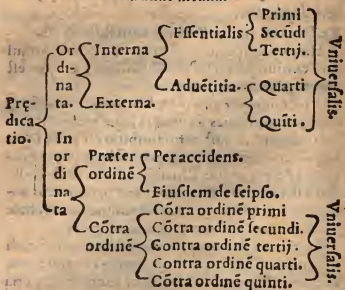 Prędicatio.
Ordinata.
Interna
Essentialis
Primi
Secūdi
Tertij.
Aduētitia.
Quarti
Quīti.
Vniuersalis.
Externa.
Inordinata
Præter ordinē
Per accidens.
Eiusdem de seipso.
Cōtra ordinē
Cōtra ordinē primi
Cōtra ordinē secundi.
Contra ordinē tertij.
Contra ordinē quarti.
Cōtra ordinē quinti.
Vniuersalis.